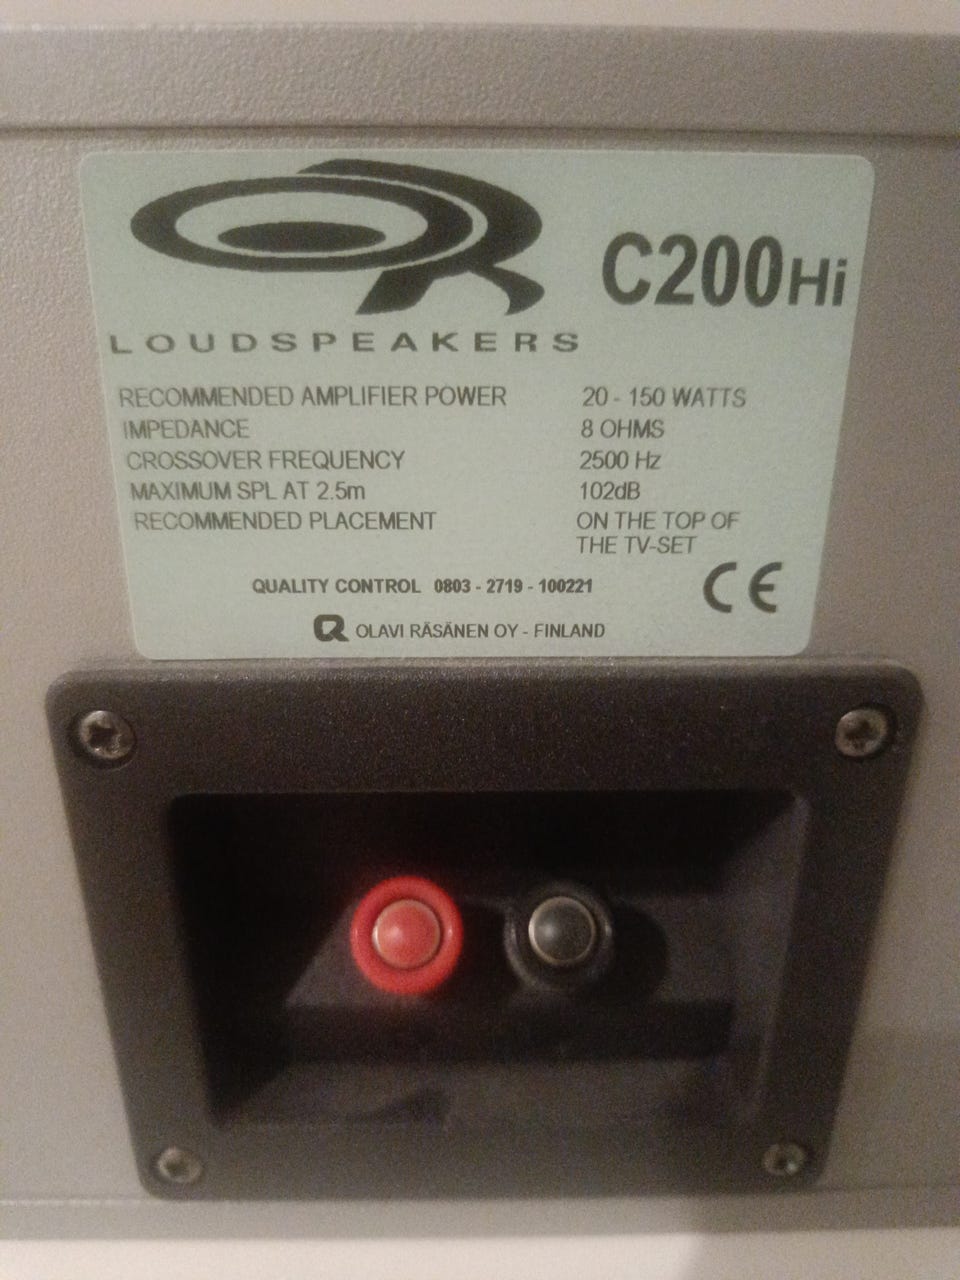 OR
LOUDSPEAKERS
C200Hi
RECOMMENDED AMPLIFIER POWER 20 - 150 WATTS
IMPEDANCE 8 OHMS
CROSSOVER FREQUENCY 2500 Hz
MAXIMUM SPL AT 2.5m 102dB
RECOMMENDED PLACEMENT ON THE TOP OF
THE TV-SET
QUALITY CONTROL 0803 - 2719 - 100221
CE
OLAVI RÄSÄNEN OY - FINLAND